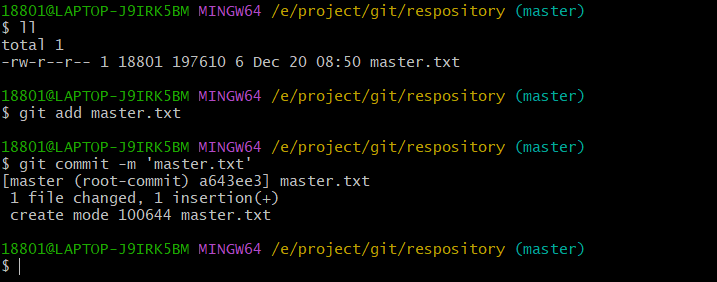 18801@LAPTOP-J9IRK5BM MINGW64 /e/project/git/respository (master)
$ ll
total 1
-rw-r--r-- 1 18801 197610 6 Dec 20 08:50 master.txt
18801@LAPTOP-J9IRK5BM MINGW64 /e/project/git/respository (master)
$ git add master.txt
18801@LAPTOP-J9IRK5BM MINGW64 /e/project/git/respository (master)
$ git commit -m 'master.txt'
[master (root-commit) a643ee3] master.txt
 1 file changed, 1 insertion(+)
 create mode 100644 master.txt
18801@LAPTOP-J9IRK5BM MINGW64 /e/project/git/respository (master)
$